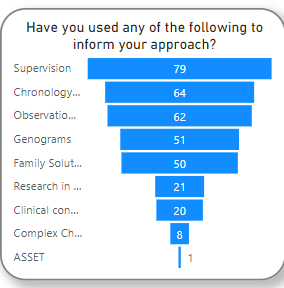 Have you used any of the following to
inform your approach?
Supervision 79
Chronology... 64
Observatio... 62
Genograms 51
Family Solut... 50
Research in ... 21
Clinical con... 20
Complex Ch... 8
ASSET 1